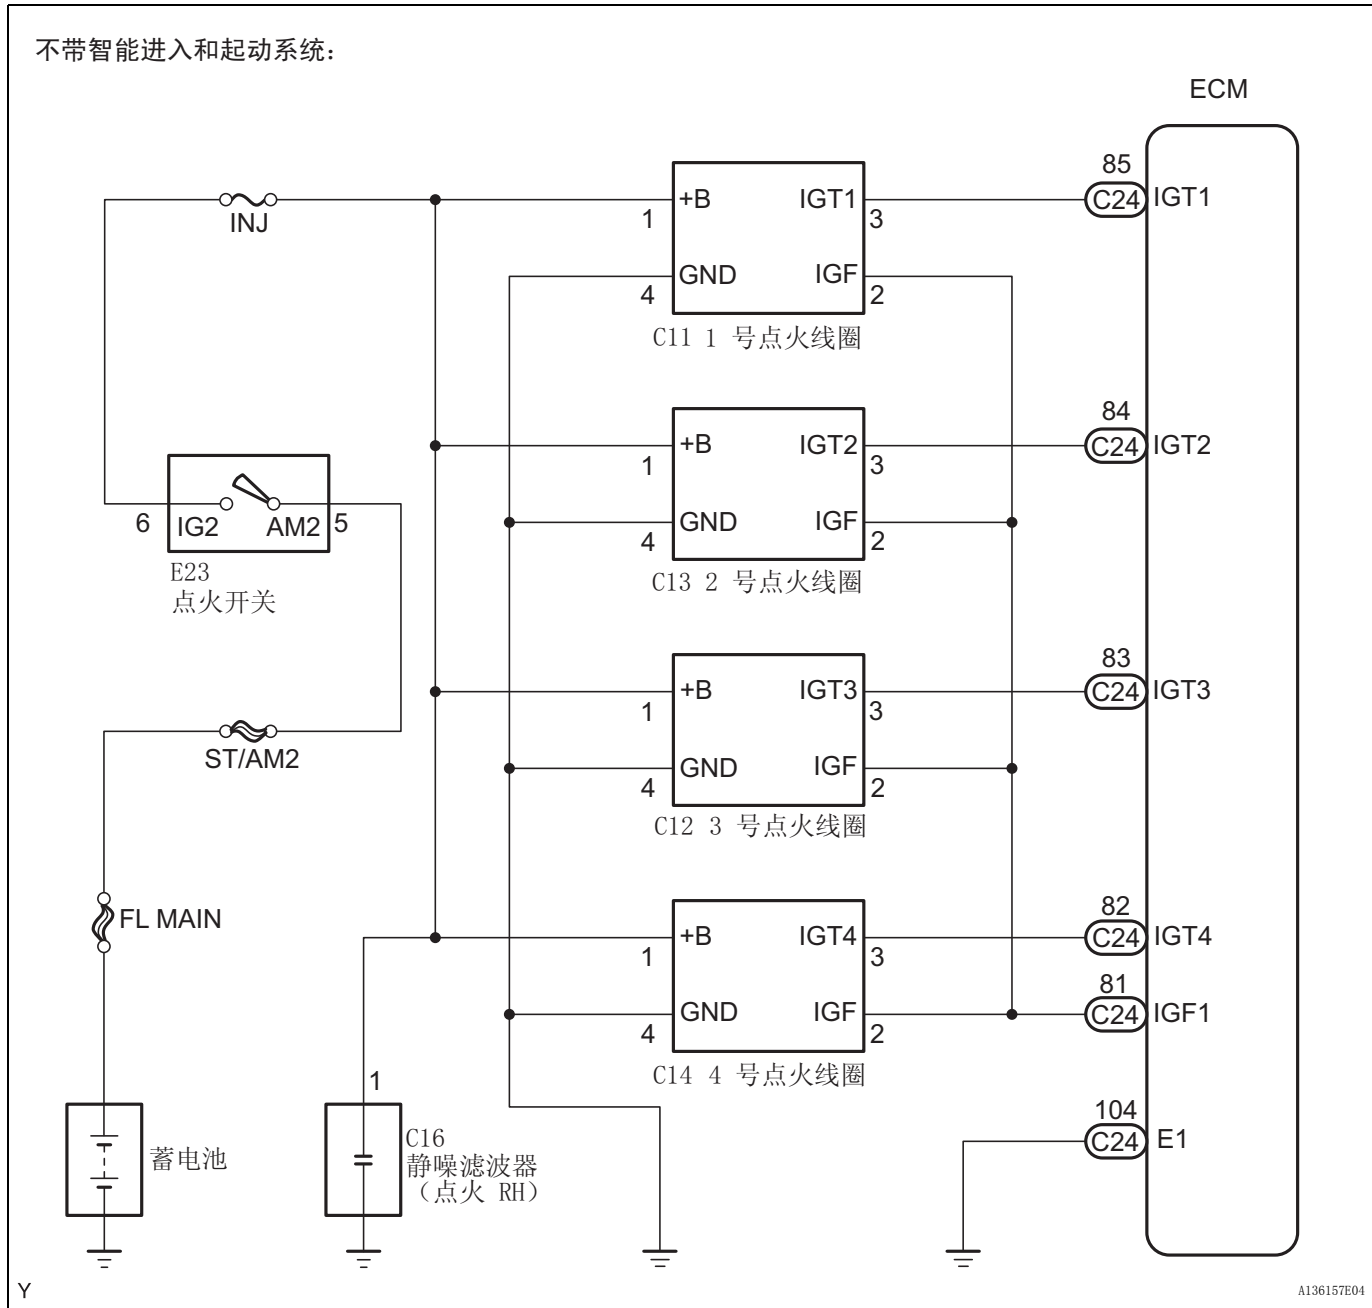 不带智能进入和起动系统：
ECM
INJ
+B
IGT1
1
3
85
C24
IGT1
GND
IGF
4
2
C11 1 号点火线圈
+B
IGT2
1
3
84
C24
IGT2
GND
IGF
4
2
C13 2 号点火线圈
6
IG2
AM2
5
E23
点火开关
+B
IGT3
1
3
83
C24
IGT3
GND
IGF
4
2
C12 3 号点火线圈
ST/AM2
FL MAIN
+B
IGT4
1
3
82
C24
IGT4
GND
IGF
4
2
81
C24
IGF1
C14 4 号点火线圈
蓄电池
1
C16
静噪滤波器
（点火 RH）
104
C24
E1
Y
A136157E04